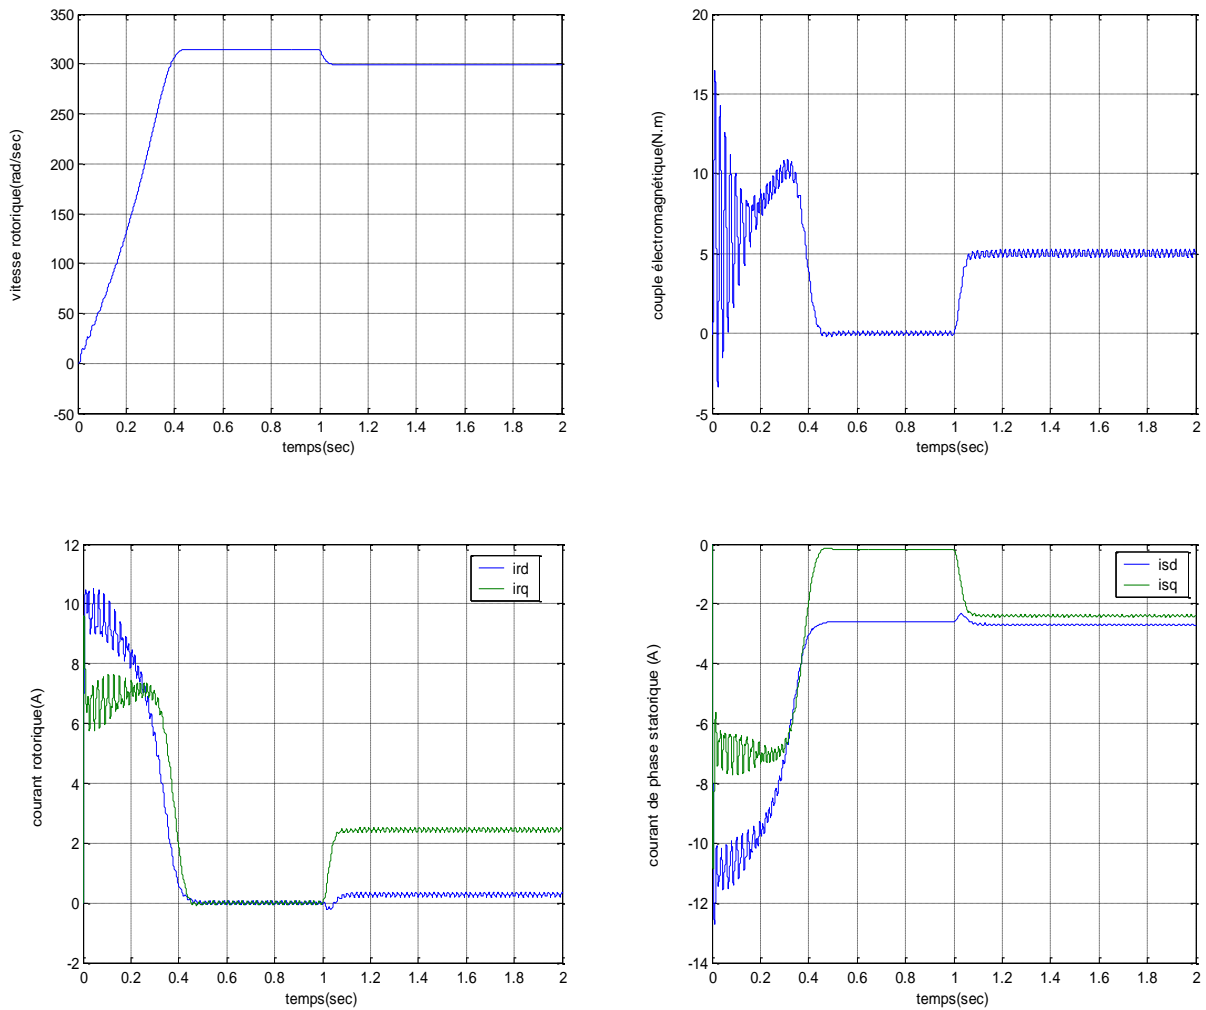 350
300
250
200
150
100
50
0
-50
vitesse rotorique(rad/sec)
0 0.2 0.4 0.6 0.8 1 1.2 1.4 1.6 1.8 2
temps(sec)
20
15
10
5
0
-5
couple électromagnétique(N.m)
0 0.2 0.4 0.6 0.8 1 1.2 1.4 1.6 1.8 2
temps(sec)
12
10
8
6
4
2
0
-2
courant rotorique(A)
ird
irq
0 0.2 0.4 0.6 0.8 1 1.2 1.4 1.6 1.8 2
temps(sec)
0
-2
-4
-6
-8
-10
-12
-14
courant de phase statorique (A)
isd
isq
0 0.2 0.4 0.6 0.8 1 1.2 1.4 1.6 1.8 2
temps(sec)